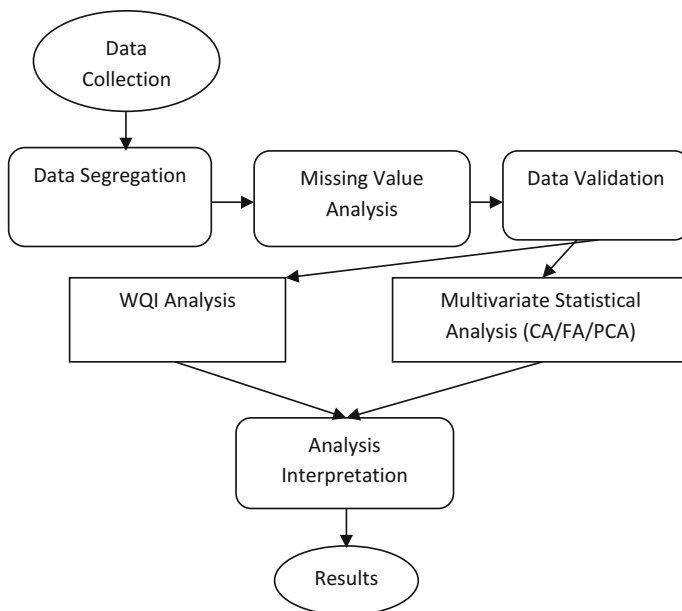 Data
Collection
Data Segregation
Missing Value
Analysis
Data Validation
WQI Analysis
Multivariate Statistical
Analysis (CA/FA/PCA)
Analysis
Interpretation
Results